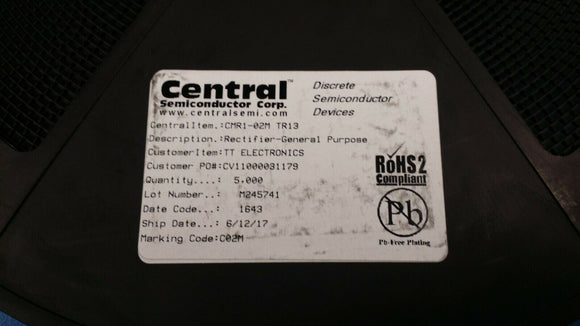 Central™
Semiconductor Corp.
www.centralsemi.com
Discrete
Semiconductor
Devices
CentralItem.:CMR1-02M TR13
Description.:Rectifier-General Purpose
CustomerItem:TT ELECTRONICS
Customer PO#:CV11000031179
Quantity....: 5.000
Lot Number..: M245741
Date Code...: 1643
Ship Date...: 6/12/17
Marking Code:C02M
RoHS2
Compliant
Pb
Pb-Free Plating